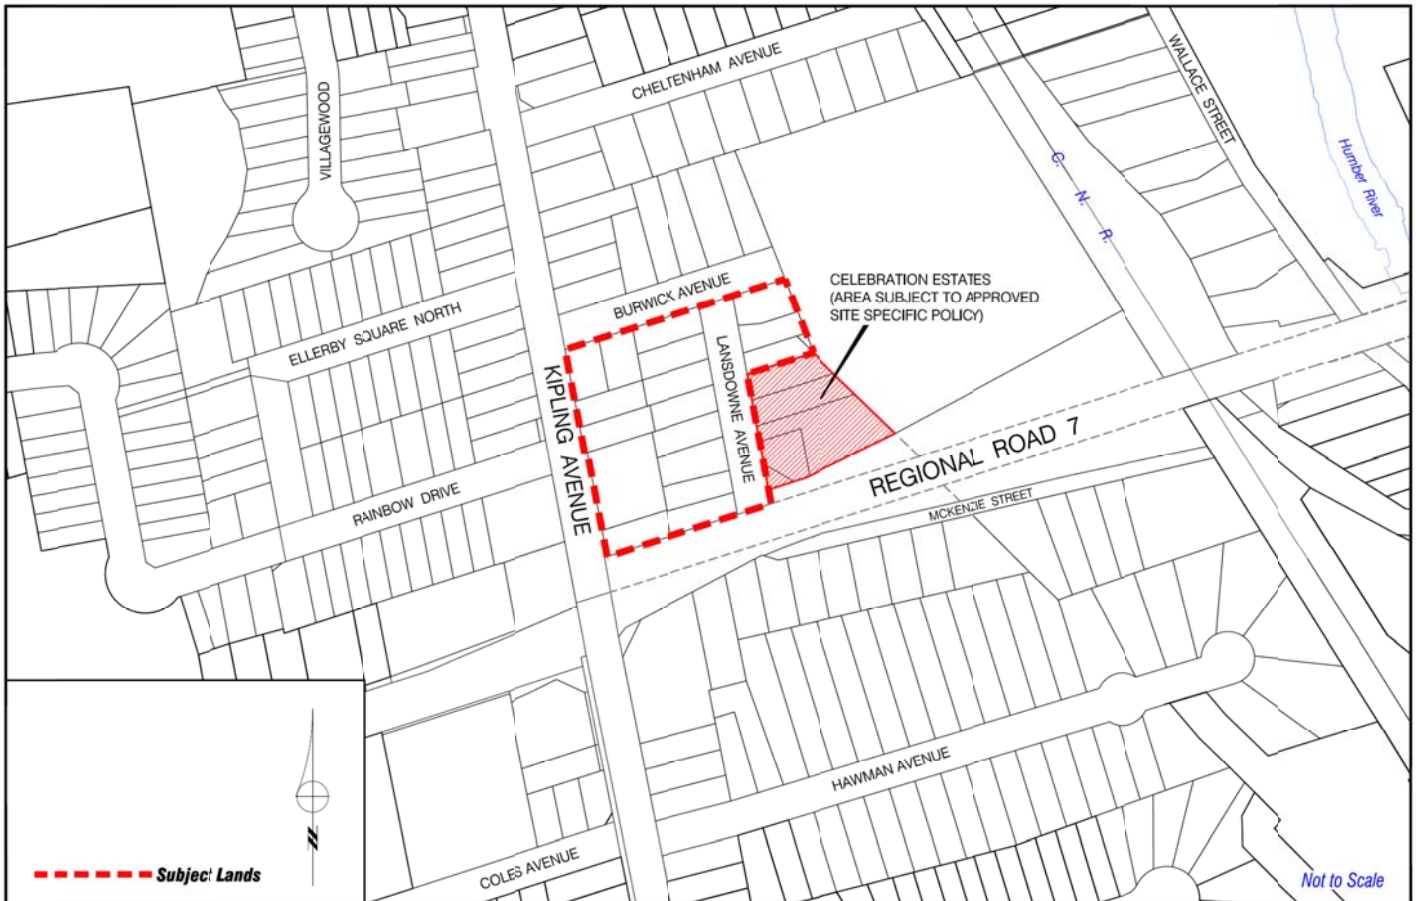 CHELTENHAM AVENUE
WALLACE STREET
VILLAGEWOOD
Humber River
C. N. R.
BURWICK AVENUE
CELEBRATION ESTATES
(AREA SUBJECT TO APPROVED
SITE SPECIFIC POLICY)
ELLERBY SQUARE NORTH
LANSDOWNE AVENUE
KIPLING AVENUE
REGIONAL ROAD 7
RAINBOW DRIVE
MCKENZIE STREET
HAWMAN AVENUE
COLES AVENUE
N
Subject Lands
Not to Scale